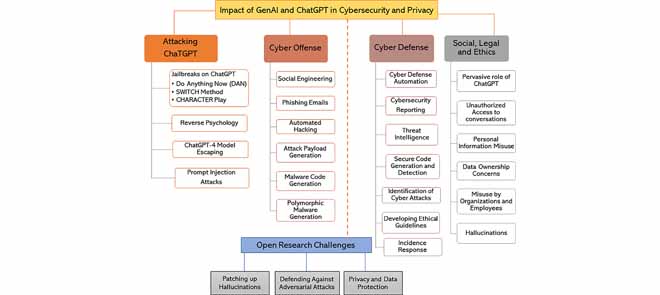 Impact of GenAI and ChatGPT in Cybersecurity and Privacy
Attacking
ChaTGPT
Jailbreaks on ChatGPT
• Do Anything Now (DAN)
• SWITCH Method
• CHARACTER Play
Reverse Psychology
ChatGPT-4 Model
Escaping
Prompt Injection
Attacks
Cyber Offense
Social Engineering
Phishing Emails
Automated
Hacking
Attack Payload
Generation
Malware Code
Generation
Polymorphic
Malware
Generation
Cyber Defense
Cyber Defense
Automation
Cybersecurity
Reporting
Threat
Intelligence
Secure Code
Generation and
Detection
Identification of
Cyber Attacks
Developing Ethical
Guidelines
Incidence
Response
Social, Legal
and Ethics
Pervasive role of
ChatGPT
Unauthorized
Access to
conversations
Personal
Information Misuse
Data Ownership
Concerns
Misuse by
Organizations and
Employees
Hallucinations
Open Research Challenges
Patching up
Hallucinations
Defending Against
Adversarial Attacks
Privacy and Data
Protection